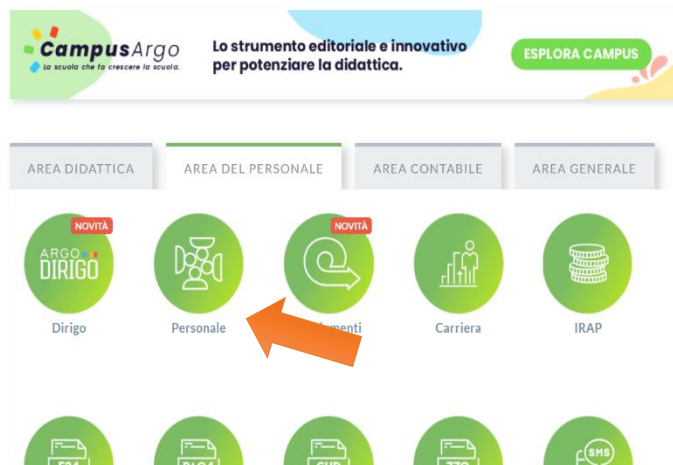 CampusArgo
La scuola che fa crescere la scuola.
Lo strumento editoriale e innovativo
per potenziare la didattica.
ESPLORA CAMPUS
AREA DIDATTICA
AREA DEL PERSONALE
AREA CONTABILE
AREA GENERALE
NOVITÀ
ARGO
DIRIGO
NOVITÀ
Dirigo
Personale
Carriera
IRAP
SMS